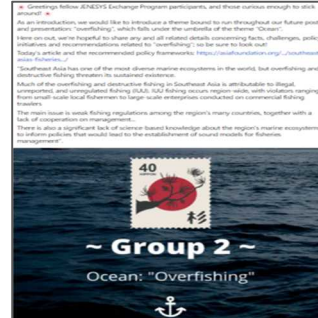 Greetings fellow JENESYS Exchange Program participants, and those curious enough to stick
around!
As an introduction, we would like to introduce a theme bound to run throughout our future post
and presentation: "overfishing", which falls under the umbrella of the theme "Ocean".
Here on out, we're hopeful to share any and all related details concerning facts, challenges, polic
initiatives and recommendations related to "overfishing"; so be sure to look out!
Today's article and the recommended policy frameworks: https://asiafoundation.org/.../southeast
asias-fisheries.../
"Southeast Asia has one of the most diverse marine ecosystems in the world, but overfishing and
destructive fishing threaten its sustained existence.
Much of the overfishing and destructive fishing in Southeast Asia is attributable to illegal,
unreported, and unregulated fishing (IUU). IUU fishing occurs region-wide, with violators ranging
from small-scale local fishermen to large-scale enterprises conducted on commercial fishing
trawlers
The main issue is weak fishing regulations among the region's many countries, together with a
lack of cooperation on management...
There is also a significant lack of science-based knowledge about the region's marine ecosystem
to inform policies that would lead to the establishment of sound models for fisheries
management".
40
杉
~ Group 2 ~
Ocean: "Overfishing"